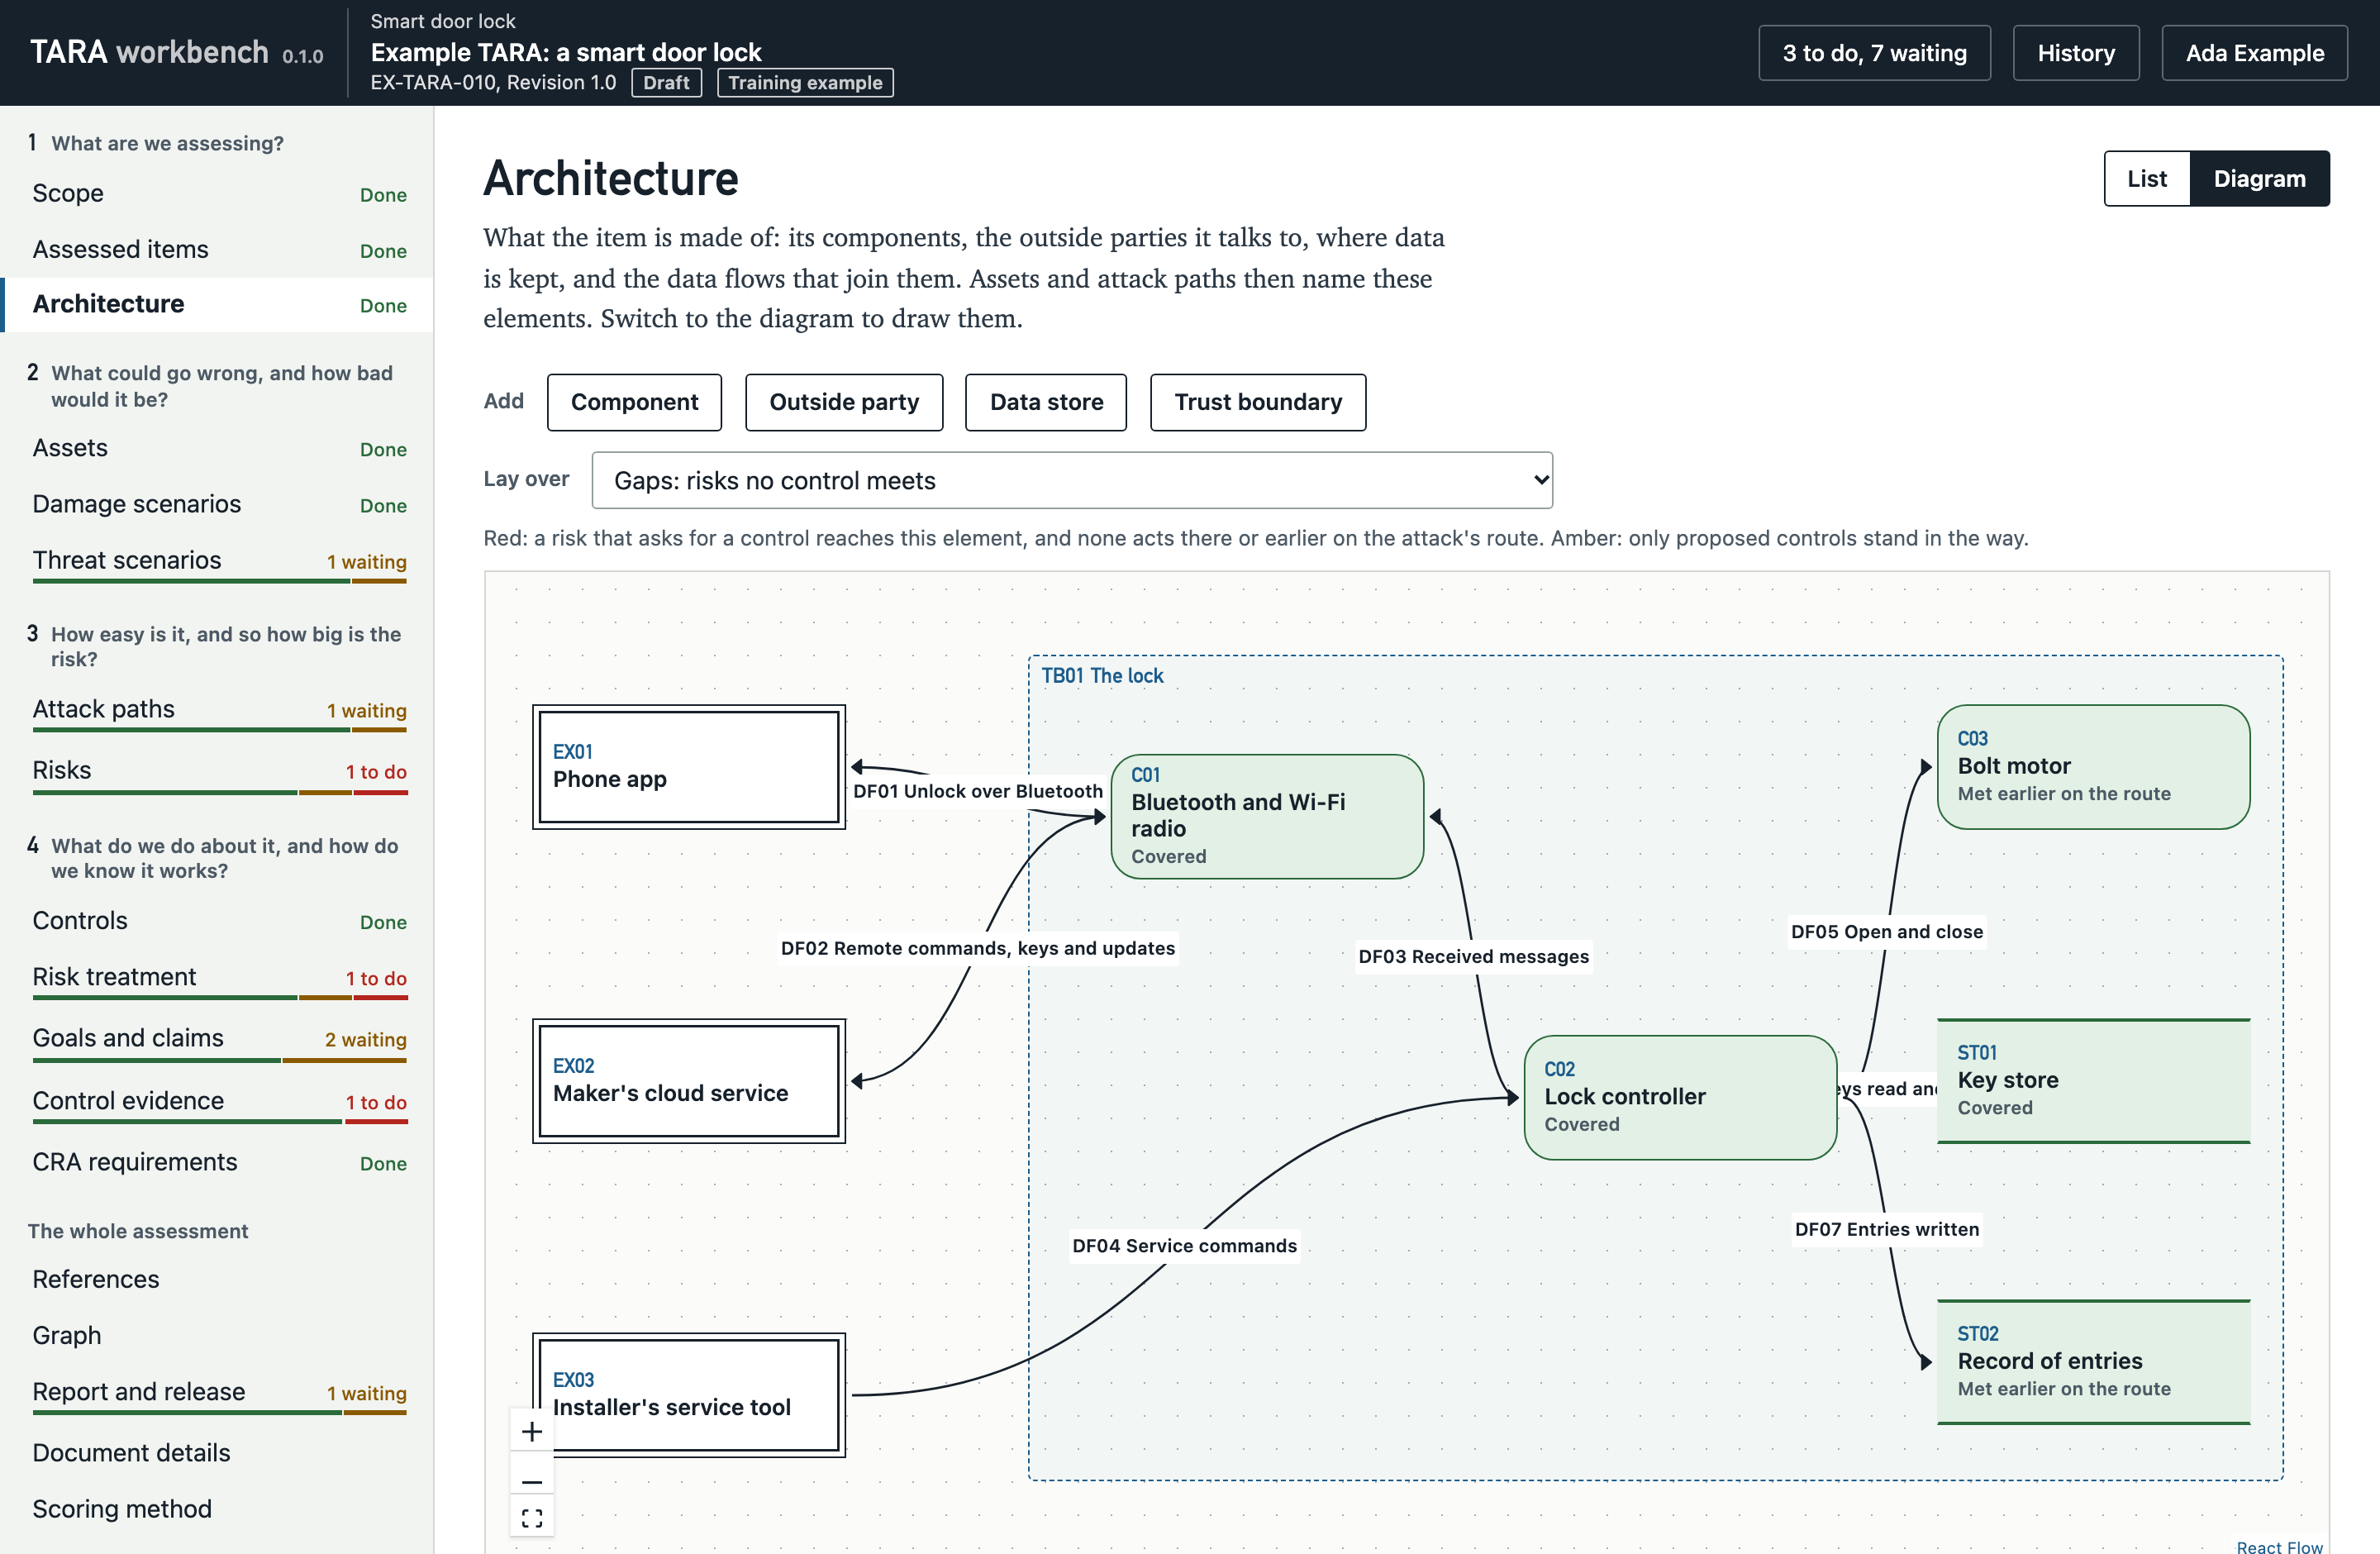 TARA workbench 0.1.0
Smart door lock
Example TARA: a smart door lock
EX-TARA-010, Revision 1.0 Draft Training example
3 to do, 7 waiting
History
Ada Example
1 What are we assessing?
Scope Done
Assessed items Done
Architecture Done
2 What could go wrong, and how bad
would it be?
Assets Done
Damage scenarios Done
Threat scenarios 1 waiting
3 How easy is it, and so how big is the
risk?
Attack paths 1 waiting
Risks 1 to do
4 What do we do about it, and how do
we know it works?
Controls Done
Risk treatment 1 to do
Goals and claims 2 waiting
Control evidence 1 to do
CRA requirements Done
The whole assessment
References
Graph
Report and release 1 waiting
Document details
Scoring method
Architecture
List Diagram
What the item is made of: its components, the outside parties it talks to, where data
is kept, and the data flows that join them. Assets and attack paths then name these
elements. Switch to the diagram to draw them.
Add Component Outside party Data store Trust boundary
Lay over Gaps: risks no control meets
Red: a risk that asks for a control reaches this element, and none acts there or earlier on the attack's route. Amber: only proposed controls stand in the way.
TB01 The lock
EX01
Phone app
DF01 Unlock over Bluetooth
C01
Bluetooth and Wi-Fi
radio
Covered
C03
Bolt motor
Met earlier on the route
DF02 Remote commands, keys and updates
DF03 Received messages
DF05 Open and close
EX02
Maker's cloud service
C02
Lock controller
Covered
read
ST01
Key store
Covered
DF04 Service commands
DF07 Entries written
EX03
Installer's service tool
ST02
Record of entries
Met earlier on the route
React Flow